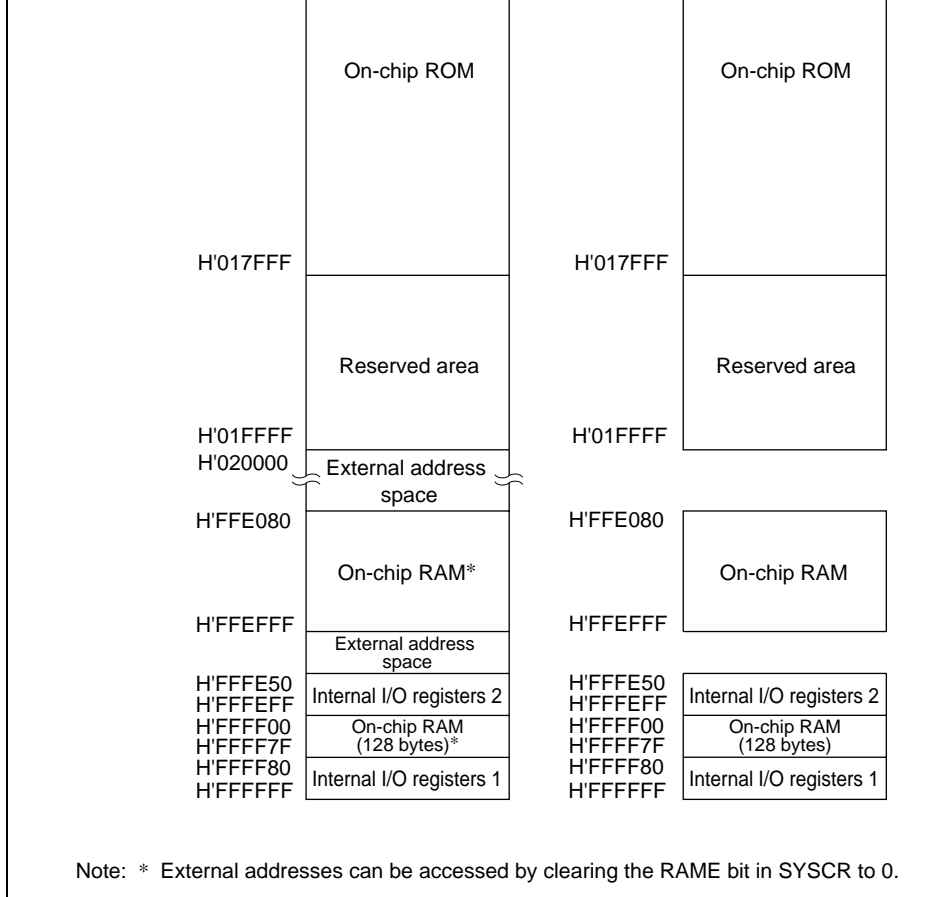 On-chip ROM On-chip ROM
H'017FFF H'017FFF
Reserved area Reserved area
H'01FFFF H'01FFFF
H'020000 External address
space
H'FFE080 H'FFE080
On-chip RAM* On-chip RAM
H'FFEFFF H'FFEFFF
External address
space
H'FFFE50 H'FFFE50
Internal I/O registers 2 Internal I/O registers 2
H'FFFEFF H'FFFEFF
H'FFFF00 On-chip RAM H'FFFF00 On-chip RAM
H'FFFF7F (128 bytes)* H'FFFF7F (128 bytes)
H'FFFF80 H'FFFF80
Internal I/O registers 1 Internal I/O registers 1
H'FFFFFF H'FFFFFF
Note: * External addresses can be accessed by clearing the RAME bit in SYSCR to 0.